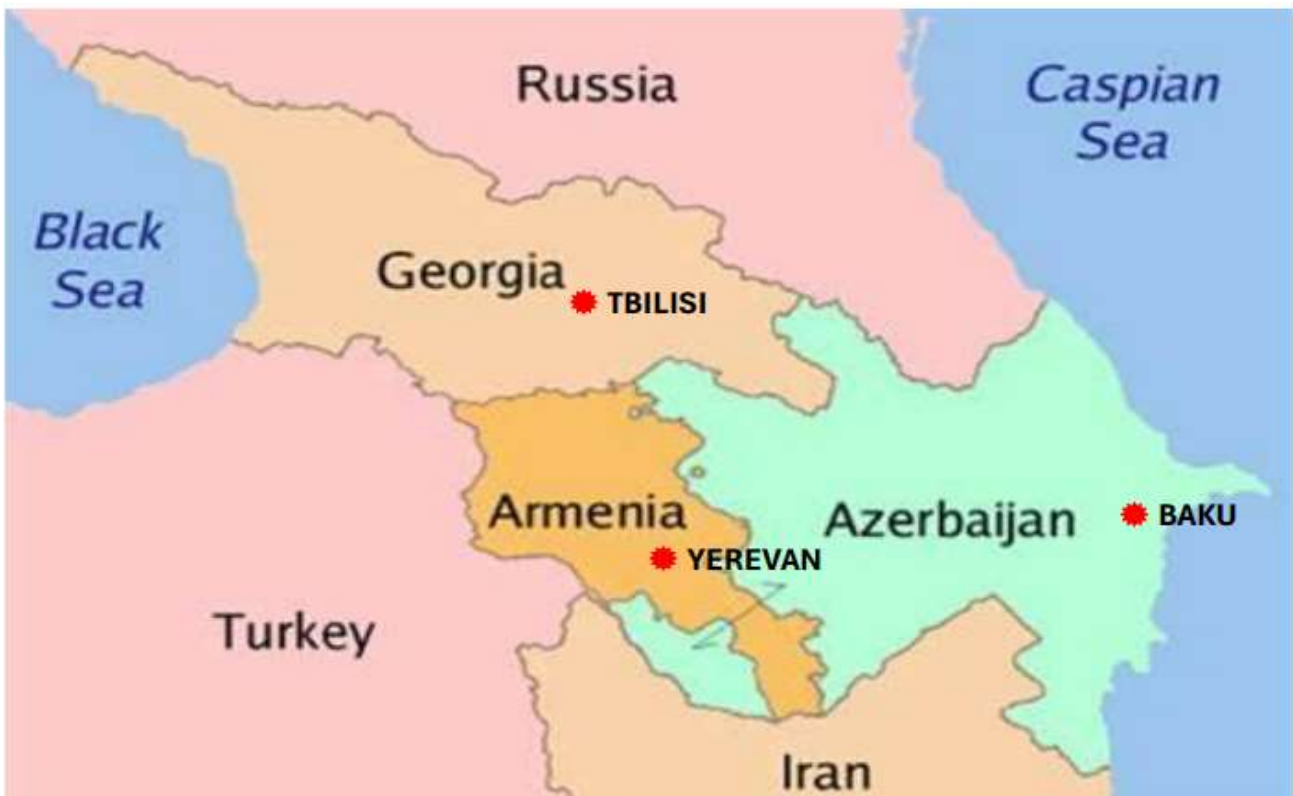 Russia
Caspian
Sea
Black
Sea
Georgia
TBILISI
Armenia
Azerbaijan
BAKU
YEREVAN
Turkey
Iran